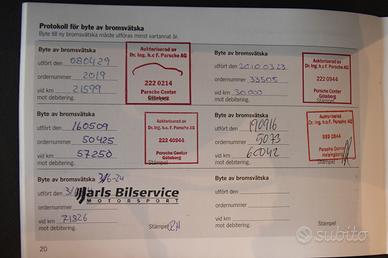 Protokoll för byte av bromsvätska
Byte till ny bromsvätska måste utföras minst vartannat år.
Byte av bromsvätska
utfört den 080429
ordernummer 2019
vid km 21599
mot debitering.
Auktoriserad av
Dr. Ing. h.c F. Porsche AG
222 0214
Porsche Center
Göteborg
Byte av bromsvätska
utfört den 2010.03.23
ordernummer 33505
vid km 30.000
mot debitering.
Auktoriserad av
Dr. Ing. h.c F. Porsche AG
222 0944
Porsche Center
Göteborg
Byte av bromsvätska
utfört den 160509
ordernummer 50425
vid km 57250
mot debitering.
Stämpel
Auktoriserad av
Dr. Ing. h.c F. Porsche AG
Porsche Center
Göteborg
Byte av bromsvätska
utfört den 190916
ordernummer 5073
vid km 60042
mot debitering.
Stämpel
Auktoriserad av
Dr. Ing. h.c F. Porsche AG
Porsche Center
Byte av bromsvätska 3/6-24
utfört den
Jarls Bilservice
MOTORSPORT
ordernummer
vid km 71826
mot debitering.
Stämpel
Byte av bromsvätska
utfört den
ordernummer
vid km
mot debitering.
Stämpel
20
subito